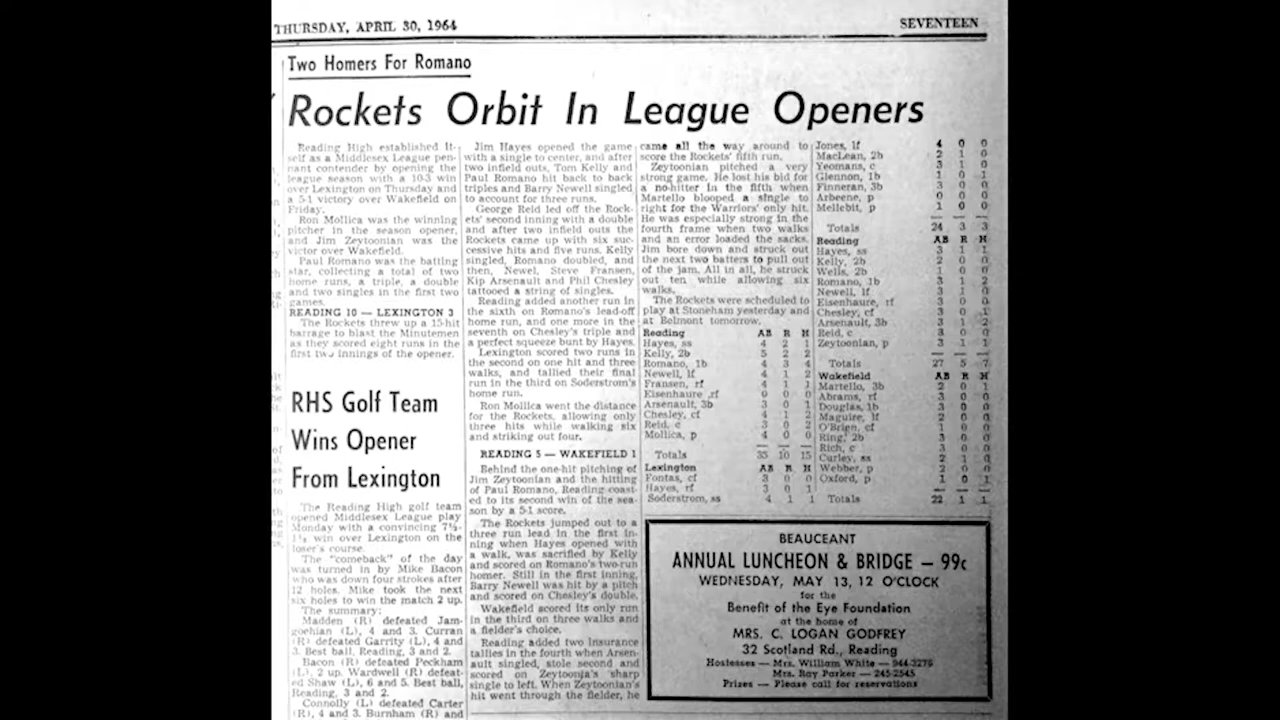 THURSDAY, APRIL 30, 1964
SEVENTEEN
Two Homers For Romano
Rockets Orbit In League Openers
Reading High established it-
self as a Middlesex League pen-
nant contender by opening the
league season with a 10-3 win
over Lexington on Thursday and
a 5-1 victory over Wakefield on
Friday.
Ron Mollica was the winning
pitcher in the season opener,
and Jim Zeytoonian was the
victor over Wakefield.
Paul Romano was the batting
star, collecting a total of two
home runs, a triple, a double
and two singles in the first two
games.
READING 10 — LEXINGTON 3
The Rockets threw up a 15-hit
barrage to blast the Minutemen
as they scored eight runs in the
first two innings of the opener.
RHS Golf Team
Wins Opener
From Lexington
The Reading High golf team
opened Middlesex League play
Monday with a convincing 7½-
1½ win over Lexington on the
loser's course.
The "comeback" of the day
was turned in by Mike Bacon
who was down four strokes after
12 holes. Mike took the next
six holes to win the match 2 up.
The summary:
Madden (R) defeated Jam-
gochian (L), 4 and 3. Curran
(R) defeated Garrity (L), 4 and
3. Best ball, Reading, 3 and 2.
Bacon (R) defeated Peckham
(L), 2 up. Wardwell (R) defeat-
ed Shaw (L), 6 and 5. Best ball,
Reading, 3 and 2.
Connolly (L) defeated Carter
(R), 4 and 3. Burnham (R) and
Jim Hayes opened the game
with a single to center, and after
two infield outs, Tom Kelly and
Paul Romano hit back to back
triples and Barry Newell singled
to account for three runs.
George Reid led off the Rock-
ets' second inning with a double
and after two infield outs the
Rockets came up with six suc-
cessive hits and five runs. Kelly
singled, Romano doubled, and
then, Newel, Steve Fransen,
Kip Arsenault and Phil Chesley
tattooed a string of singles.
Reading added another run in
the sixth on Romano's lead-off
home run, and one more in the
seventh on Chesley's triple and
a perfect squeeze bunt by Hayes.
Lexington scored two runs in
the second on one hit and three
walks, and tallied their final
run in the third on Soderstrom's
home run.
Ron Mollica went the distance
for the Rockets, allowing only
three hits while walking six
and striking out four.
READING 5 — WAKEFIELD 1
Behind the one-hit pitching of
Jim Zeytoonian and the hitting
of Paul Romano, Reading coast-
ed to its second win of the sea-
son by a 5-1 score.
The Rockets jumped out to a
three run lead in the first in-
ning when Hayes opened with
a walk, was sacrificed by Kelly
and scored on Romano's two-run
homer. Still in the first inning,
Barry Newell was hit by a pitch
and scored on Chesley's double.
Wakefield scored its only run
in the third on three walks and
a fielder's choice.
Reading added two insurance
tallies in the fourth when Arsen-
ault singled, stole second and
scored on Zeytoonja's sharp
single to left. When Zeytoonian's
hit went through the fielder, he
came all the way around to
score the Rockets' fifth run.
Zeytoonian pitched a very
strong game. He lost his bid for
a no-hitter in the fifth when
Martello blooped a single to
right for the Warriors' only hit.
He was especially strong in the
fourth frame when two walks
and an error loaded the sacks.
Jim bore down and struck out
the next two batters to pull out
of the jam. All in all, he struck
out ten while allowing six
walks.
The Rockets were scheduled to
play at Stoneham yesterday and
at Belmont tomorrow.
Reading AB R H
Hayes, ss 4 2 1
Kelly, 2b 5 2 2
Romano, 1b 4 3 4
Newell, lf 4 1 2
Fransen, rf 4 1 1
Eisenhaure ,rf 0 0 0
Arsenault, 3b 3 0 1
Chesley, cf 4 1 2
Reid, c 3 0 2
Mollica, p 4 0 0
Totals 35 10 15
Lexington AB R H
Fontas, cf 3 0 0
Hayes, rf 3 0 1
Soderstrom, ss 4 1 1
Jones, lf 4 0 0
MacLean, 2b 2 1 0
Yeomans, c 3 1 0
Glennon, 1b 1 0 1
Finneran, 3b 3 0 0
Arbeene, p 0 0 0
Mellebit, p 1 0 0
Totals 24 3 3
Reading AB R H
Hayes, ss 3 1 1
Kelly, 2b 2 0 0
Wells, 2b 1 0 0
Romano, 1b 3 1 2
Newell, lf 3 1 0
Eisenhaure, rf 3 0 0
Chesley, cf 3 0 1
Arsenault, 3b 3 1 2
Reid, c 3 0 0
Zeytoonian, p 3 1 1
Totals 27 5 7
Wakefield AB R H
Martello, 3b 2 0 1
Abrams, rf 3 0 0
Douglas, 1b 3 0 0
Maguire, lf 2 0 0
O'Brien, cf 1 0 0
Ring, 2b 3 0 0
Rich, c 3 0 0
Curley, ss 2 1 0
Webber, p 2 0 0
Oxford, p 1 0 1
Totals 22 1 1
BEAUCEANT
ANNUAL LUNCHEON & BRIDGE — 99c
WEDNESDAY, MAY 13, 12 O'CLOCK
for the
Benefit of the Eye Foundation
at the home of
MRS. C. LOGAN GODFREY
32 Scotland Rd., Reading
Hostesses — Mrs. William White — 944-3276
Mrs. Ray Parker — 245-2545
Prizes — Please call for reservations